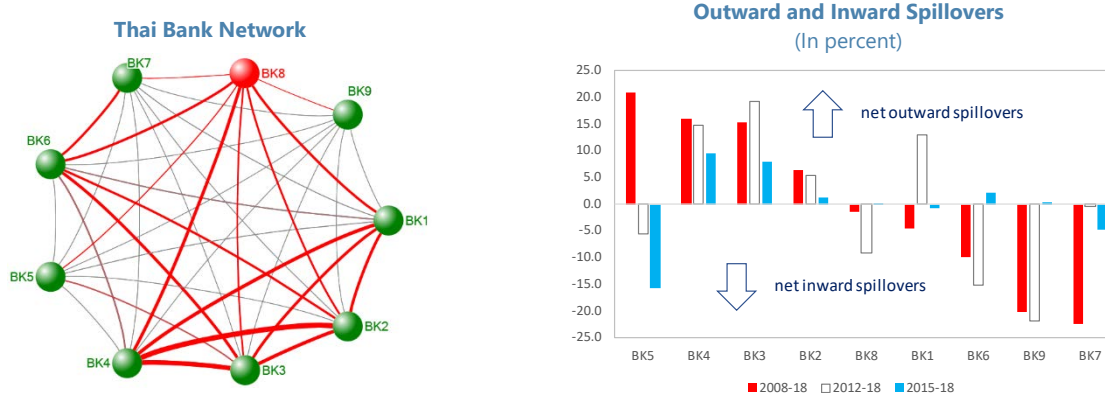 Thai Bank Network
BK7
BK8
BK9
BK6
BK1
BK5
BK2
BK4
BK3
Outward and Inward Spillovers
(In percent)
25.0
20.0
15.0
10.0
5.0
0.0
-5.0
-10.0
-15.0
-20.0
-25.0
net outward spillovers
net inward spillovers
BK5 BK4 BK3 BK2 BK8 BK1 BK6 BK9 BK7
2008-18 2012-18 2015-18